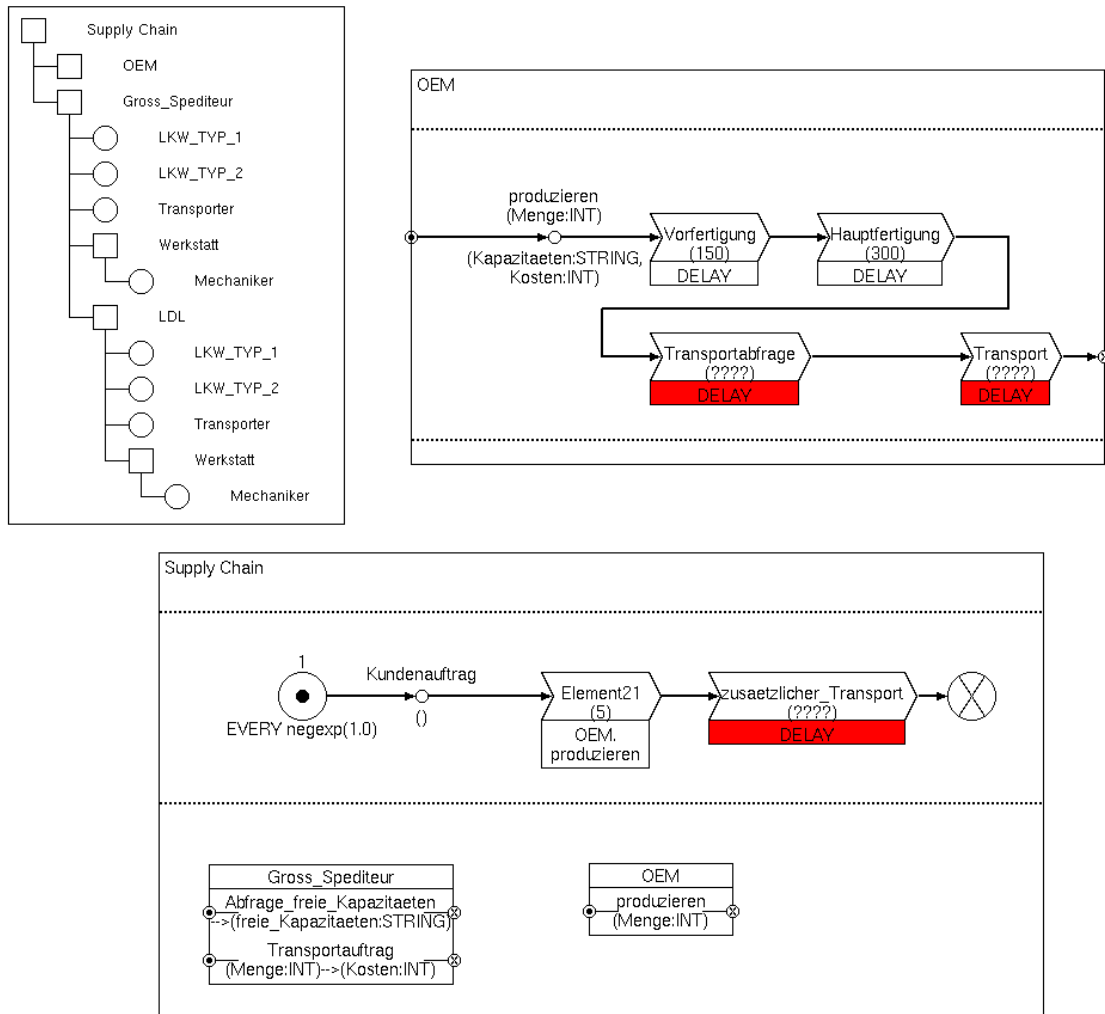 Supply Chain
OEM
Gross_Spediteur
LKW_TYP_1
LKW_TYP_2
Transporter
Werkstatt
Mechaniker
LDL
LKW_TYP_1
LKW_TYP_2
Transporter
Werkstatt
Mechaniker
OEM
produzieren
(Menge:INT)
(Kapazitaeten:STRING,
Kosten:INT)
Vorfertigung
(150)
DELAY
Hauptfertigung
(300)
DELAY
Transportabfrage
(????)
DELAY
Transport
(????)
DELAY
Supply Chain
1
EVERY negexp(1.0)
Kundenauftrag
()
Element21
(5)
OEM.
produzieren
zusaetzlicher_Transport
(????)
DELAY
Gross_Spediteur
Abfrage_freie_Kapazitaeten
-->(freie_Kapazitaeten:STRING)
Transportauftrag
(Menge:INT)-->(Kosten:INT)
OEM
produzieren
(Menge:INT)